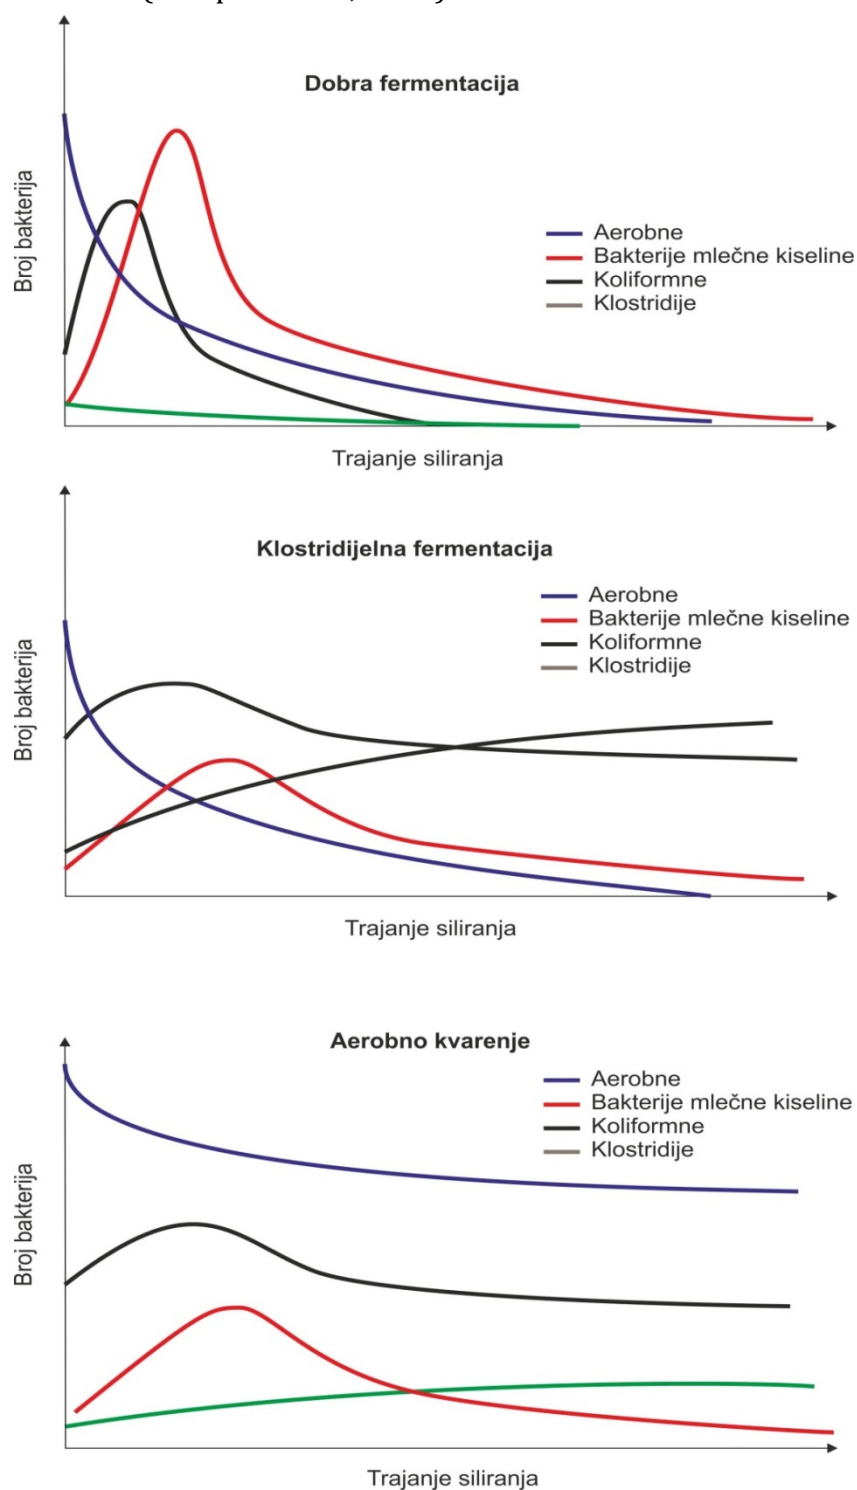 Dobra fermentacija
Broj bakterija
Aerobne
Bakterije mlečne kiseline
Koliformne
Klostridije
Trajanje siliranja
Klostridijelna fermentacija
Broj bakterija
Aerobne
Bakterije mlečne kiseline
Koliformne
Klostridije
Trajanje siliranja
Aerobno kvarenje
Broj bakterija
Aerobne
Bakterije mlečne kiseline
Koliformne
Klostridije
Trajanje siliranja